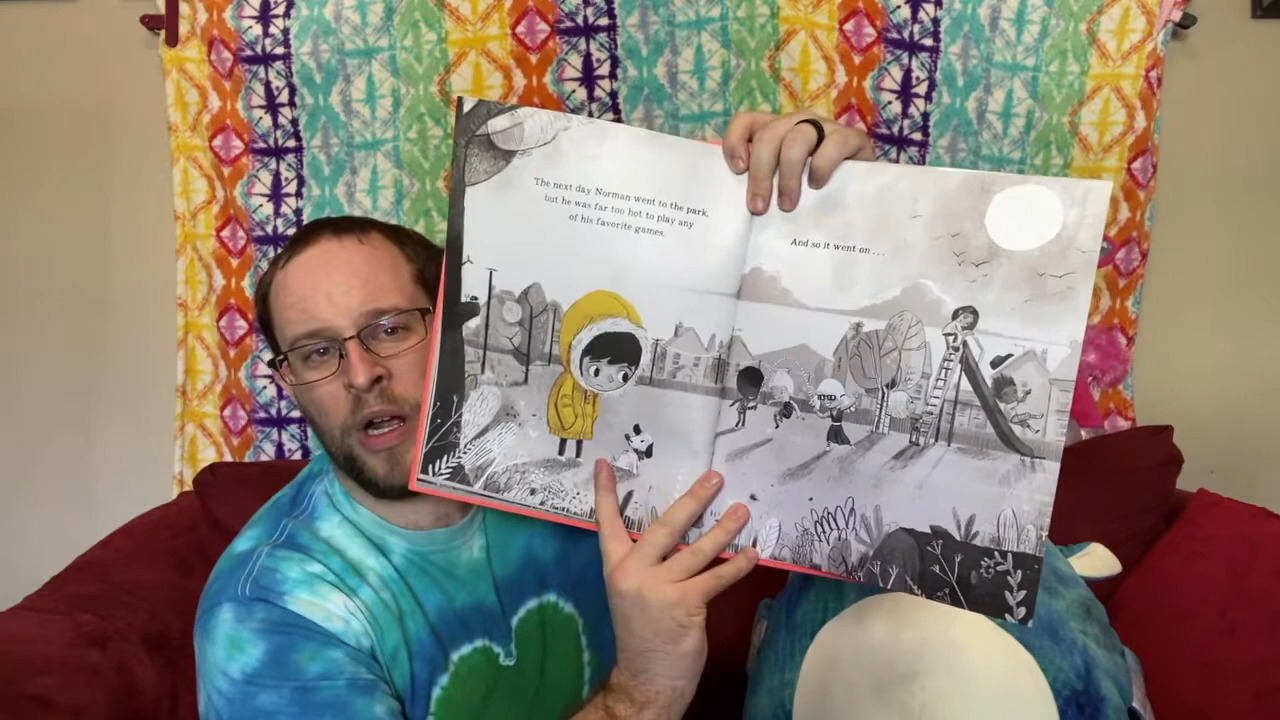 The next day Norman went to the park,
but he was far too hot to play any
of his favorite games.
And so it went on . . .